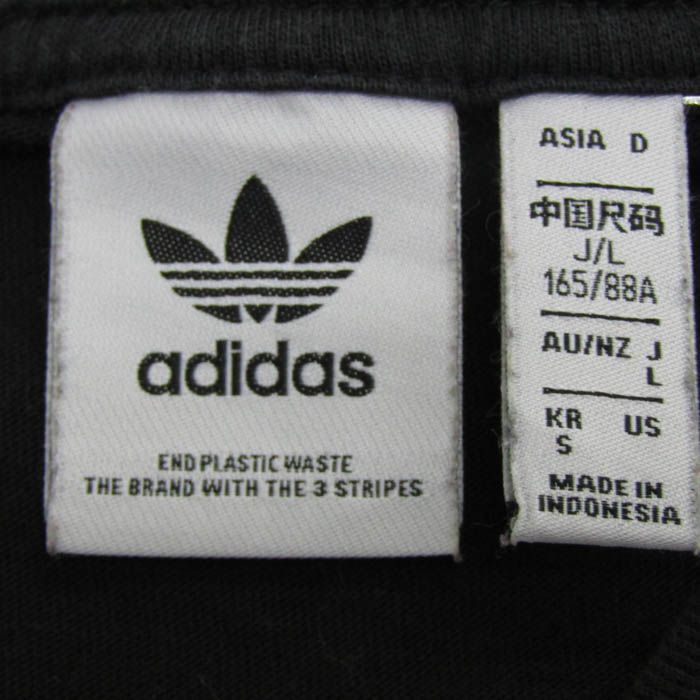 adidas
END PLASTIC WASTE
THE BRAND WITH THE 3 STRIPES
ASIA D
中国尺码
J/L
165/88A
AU/NZ J
L
KR US
S
MADE IN
INDONESIA